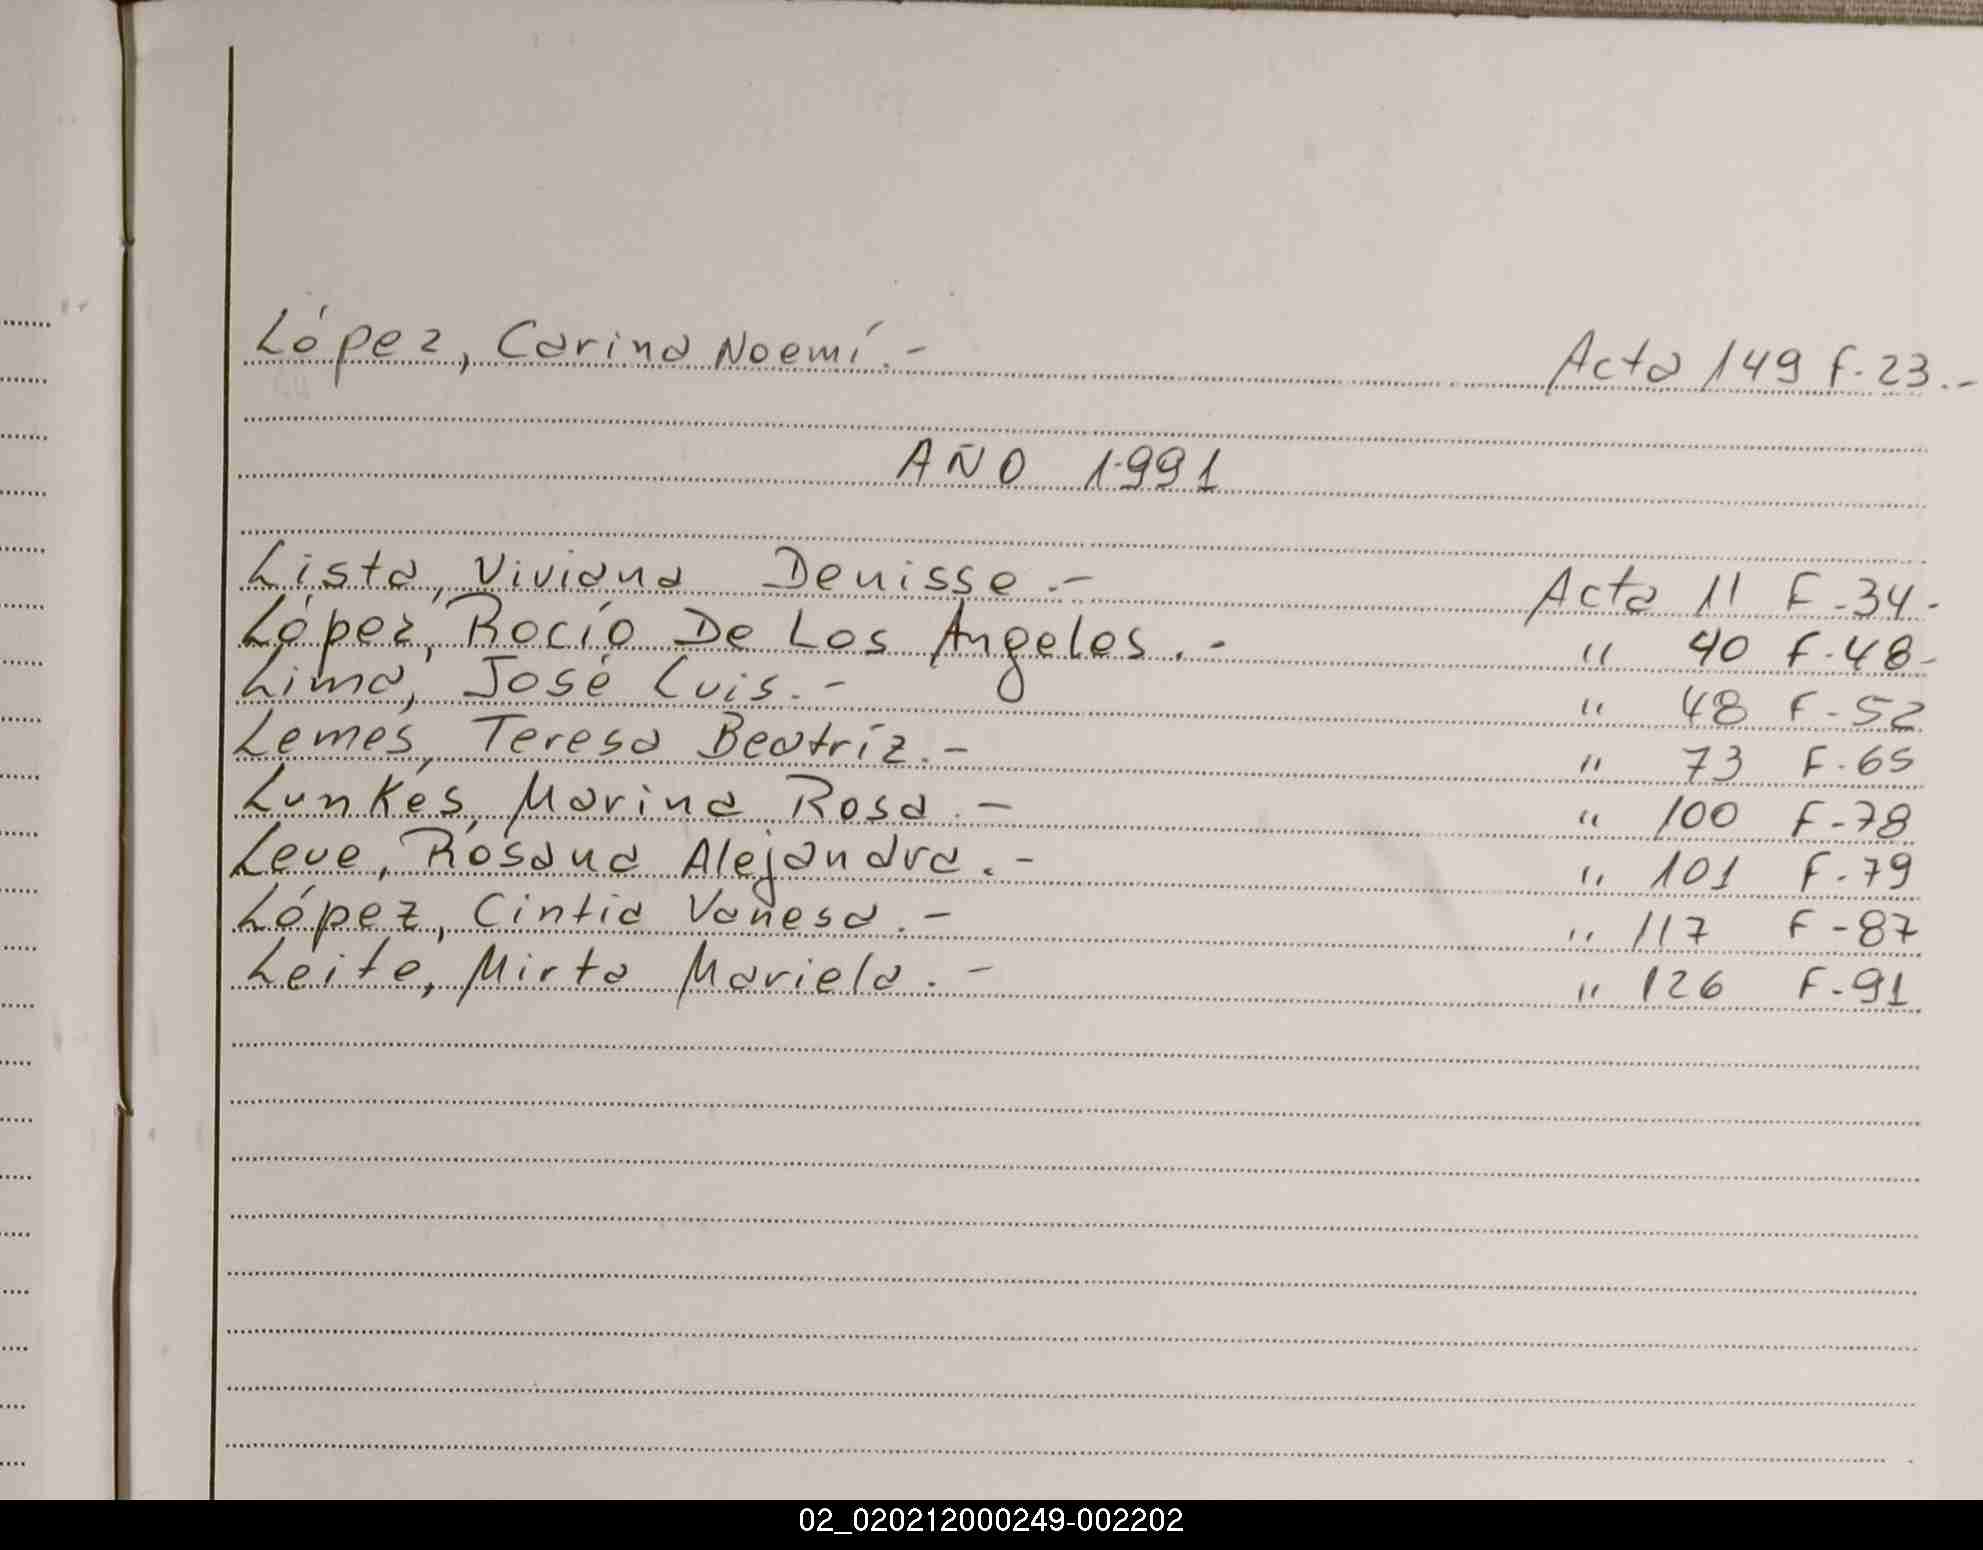 López, Carina Noemí.- Acta 149 F-23.-
AÑO 1991
Lista, Viviana Denisse.- Acta 11 F-34-
López, Rocío De Los Angeles.- " 40 F-48-
Lima, José Luis.- " 48 F-52
Lemes, Teresa Beatríz.- " 73 F-65
Lunkes, Marina Rosa.- " 100 F-78
Leve, Rosana Alejandra.- " 101 F-79
López, Cintia Vanesa.- " 117 F-87
Leite, Mirta Mariela.- " 126 F-91
02_020212000249-002202